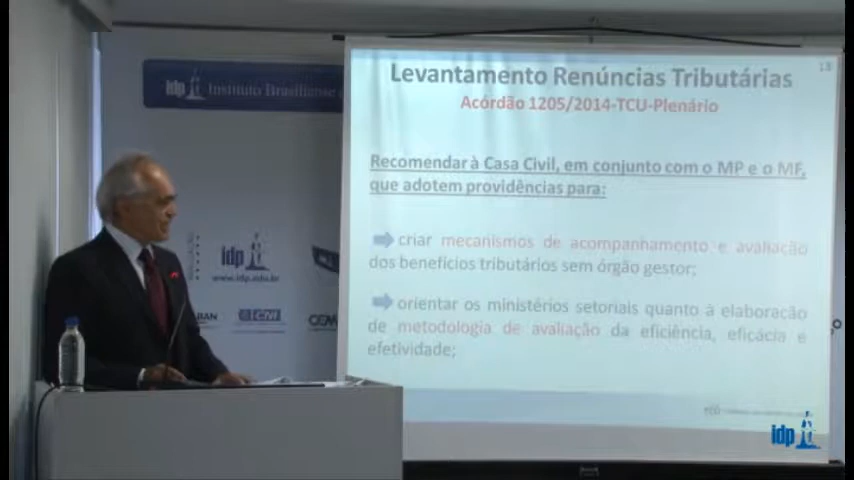 18
Levantamento Renúncias Tributárias
Acórdão 1205/2014-TCU-Plenário
Recomendar à Casa Civil, em conjunto com o MP e o MF,
que adotem providências para:
criar mecanismos de acompanhamento e avaliação
dos benefícios tributários sem órgão gestor;
orientar os ministérios setoriais quanto à elaboração
de metodologia de avaliação da eficiência, eficácia e
efetividade;
idp Instituto Brasiliense
idp
www.idp.edu.br
idp